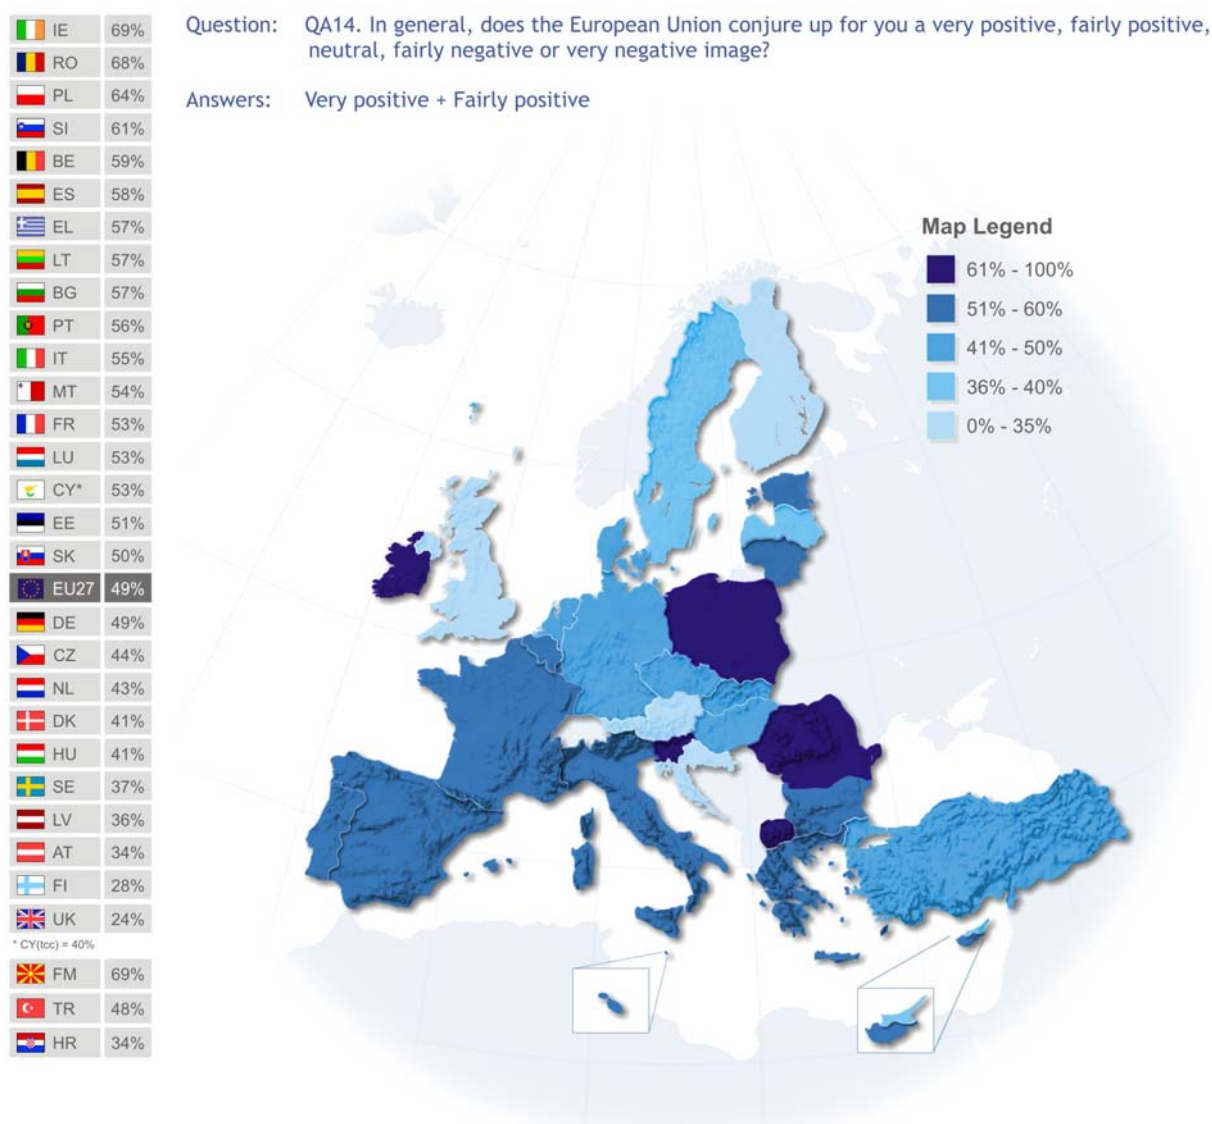 Question: QA14. In general, does the European Union conjure up for you a very positive, fairly positive,
neutral, fairly negative or very negative image?
Answers: Very positive + Fairly positive
IE 69%
RO 68%
PL 64%
SI 61%
BE 59%
ES 58%
EL 57%
LT 57%
BG 57%
PT 56%
IT 55%
MT 54%
FR 53%
LU 53%
CY* 53%
EE 51%
SK 50%
EU27 49%
DE 49%
CZ 44%
NL 43%
DK 41%
HU 41%
SE 37%
LV 36%
AT 34%
FI 28%
UK 24%
* CY(tcc) = 40%
FM 69%
TR 48%
HR 34%
Map Legend
61% - 100%
51% - 60%
41% - 50%
36% - 40%
0% - 35%